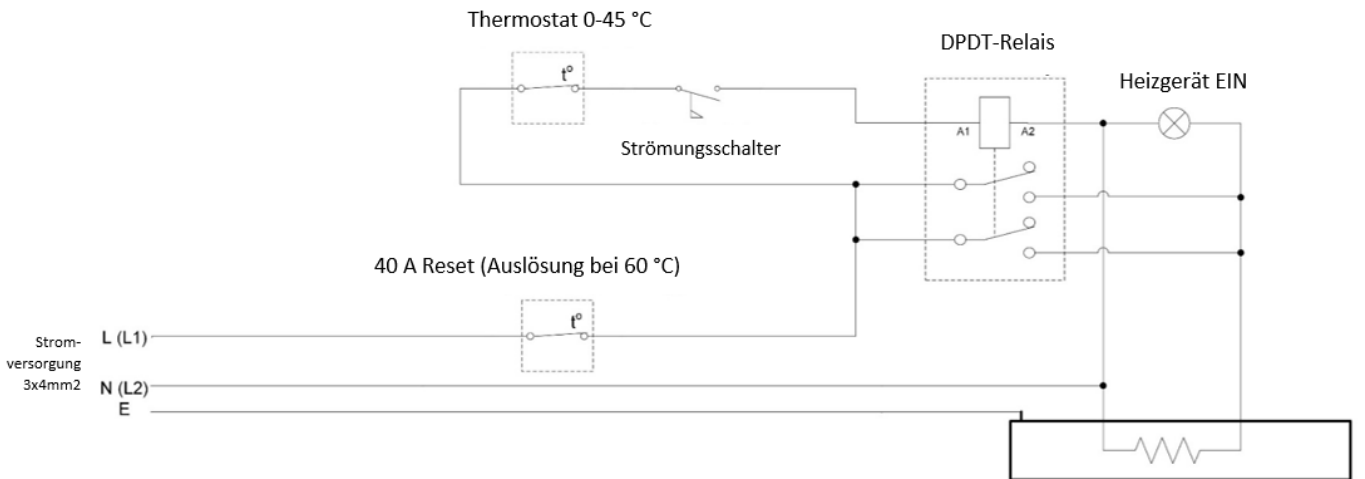 Thermostat 0-45 °C
DPDT-Relais
t°
Heizgerät EIN
A1
A2
Strömungsschalter
40 A Reset (Auslösung bei 60 °C)
t°
Strom-
versorgung
3x4mm2
L (L1)
N (L2)
E